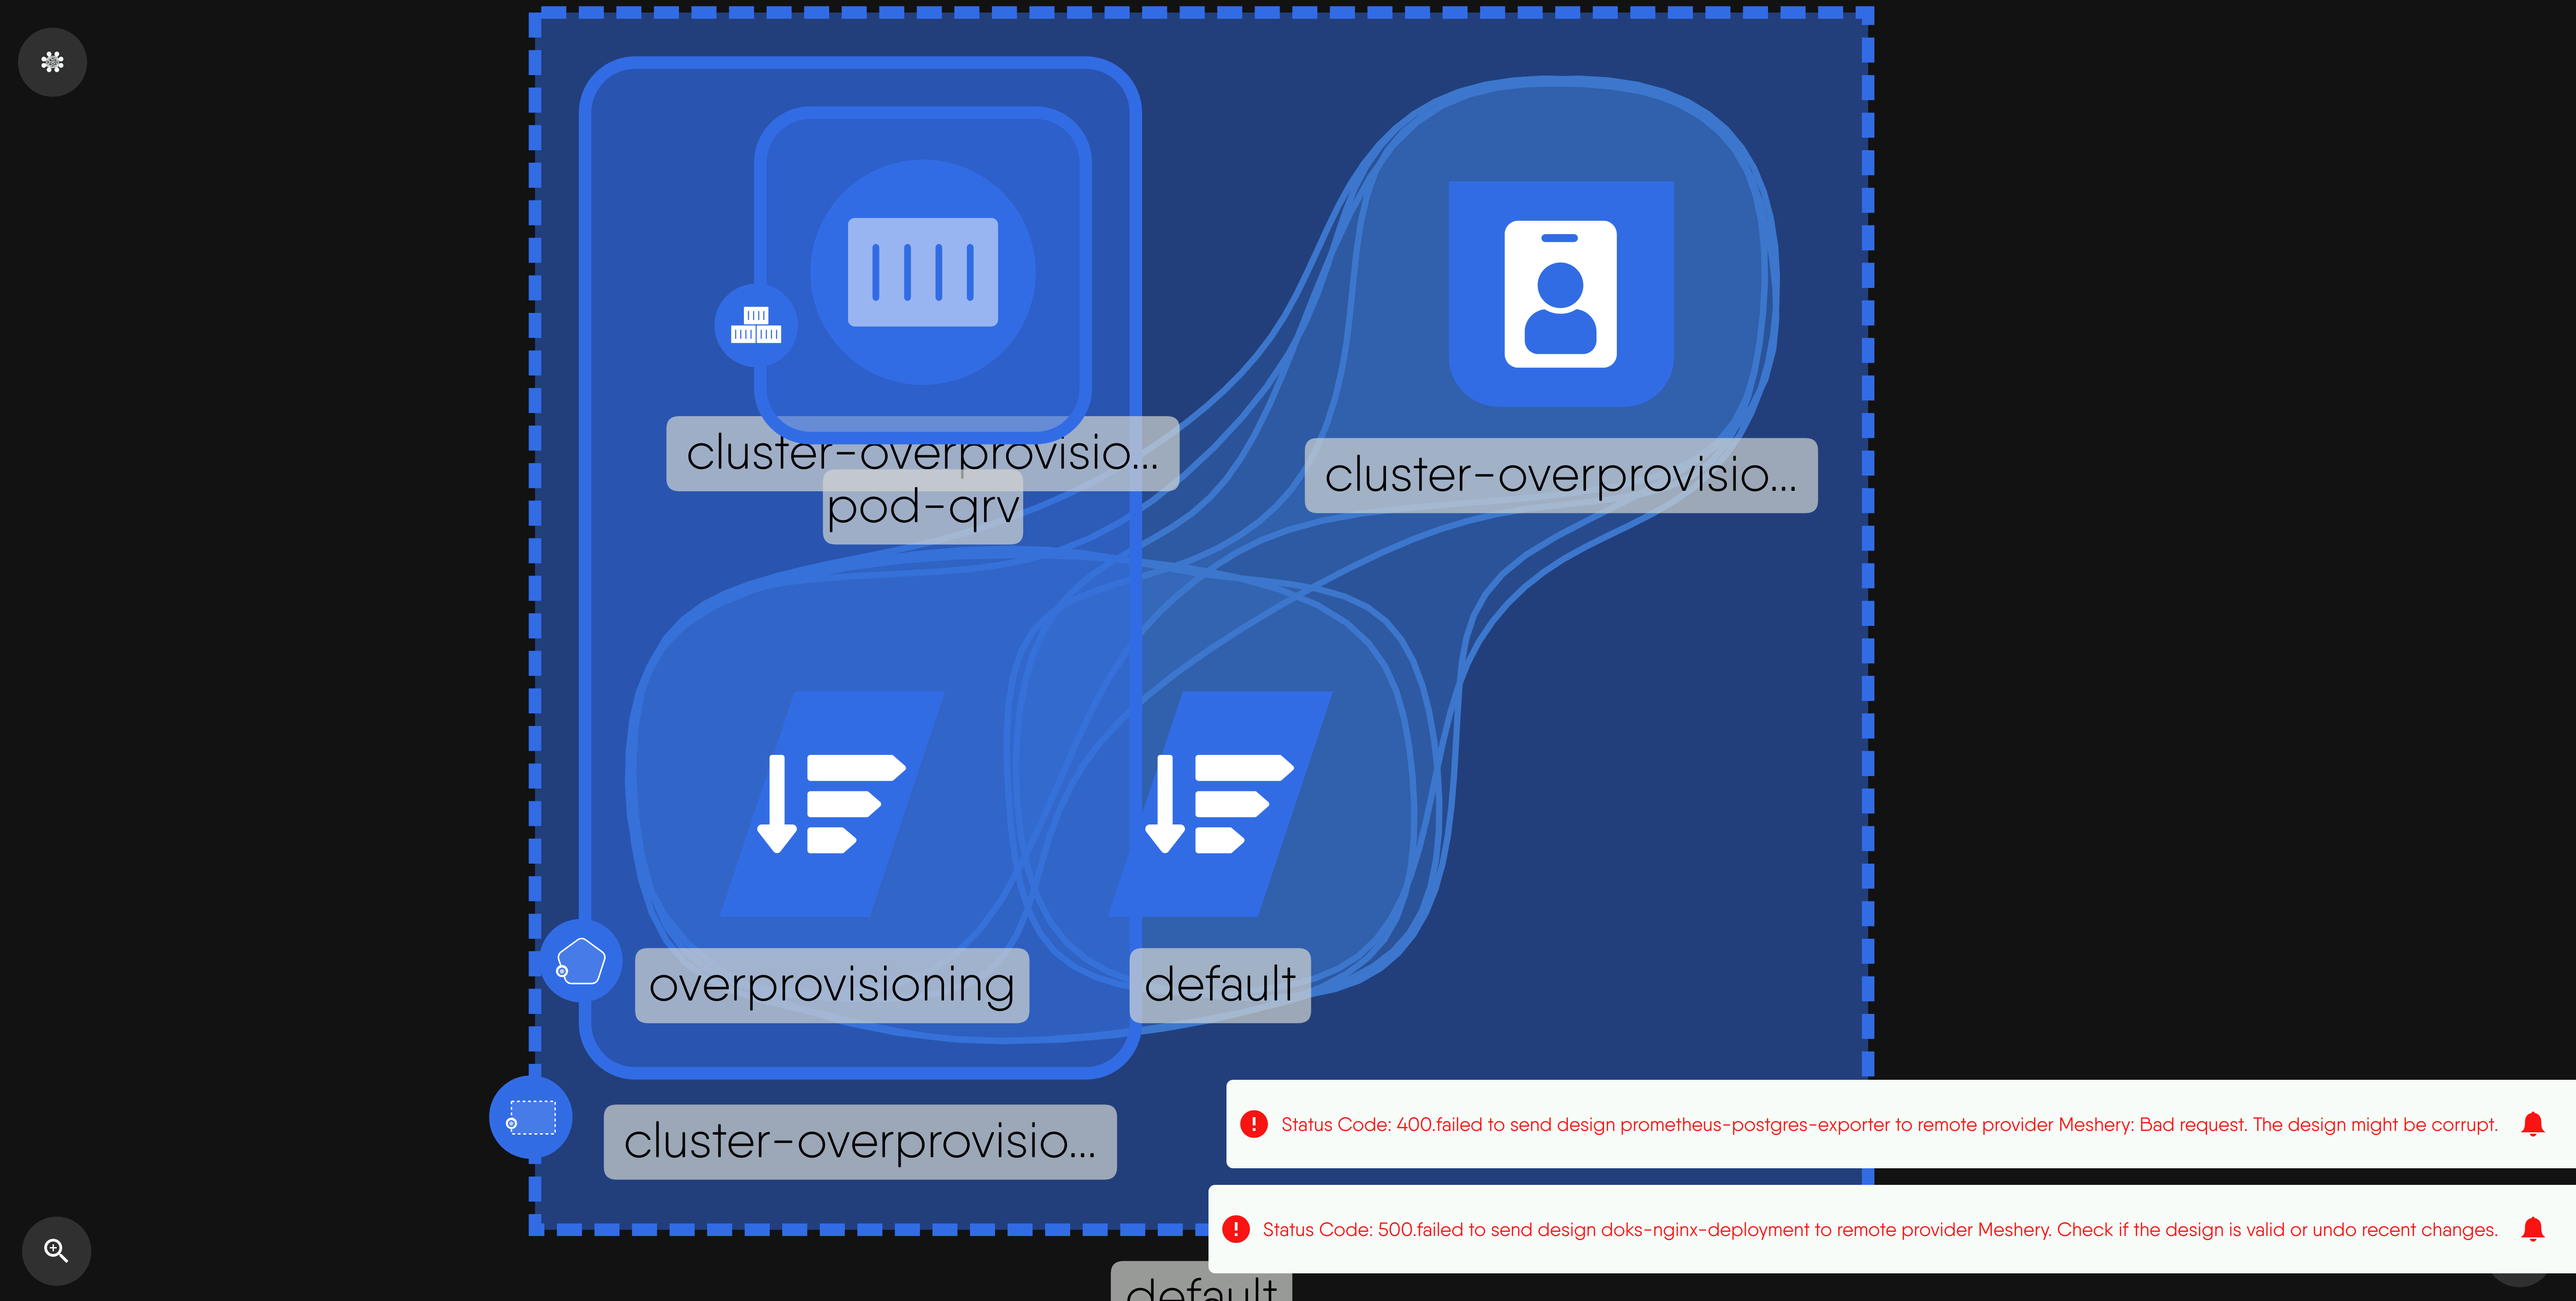 cluster-overprovisio...
pod-qrv
cluster-overprovisio...
overprovisioning
default
cluster-overprovisio...
Status Code: 400.failed to send design prometheus-postgres-exporter to remote provider Meshery: Bad request. The design might be corrupt.
Status Code: 500.failed to send design doks-nginx-deployment to remote provider Meshery. Check if the design is valid or undo recent changes.
default